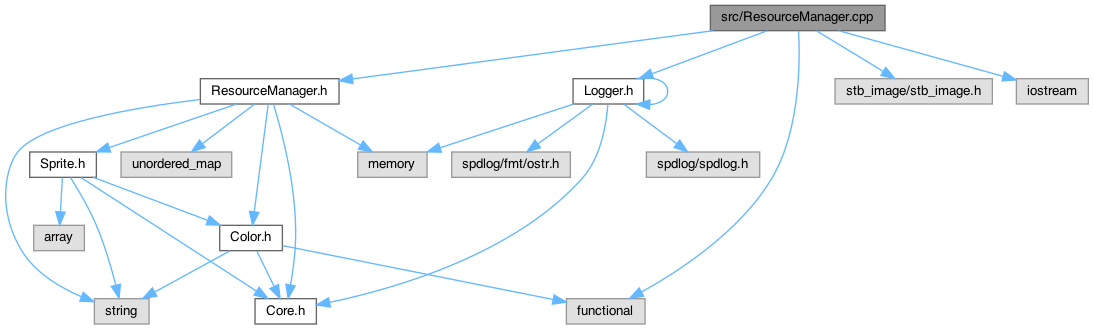 src/ResourceManager.cpp
ResourceManager.h
Logger.h
stb_image/stb_image.h
iostream
Sprite.h
unordered_map
memory
spdlog/fmt/ostr.h
spdlog/spdlog.h
array
Color.h
string
Core.h
functional